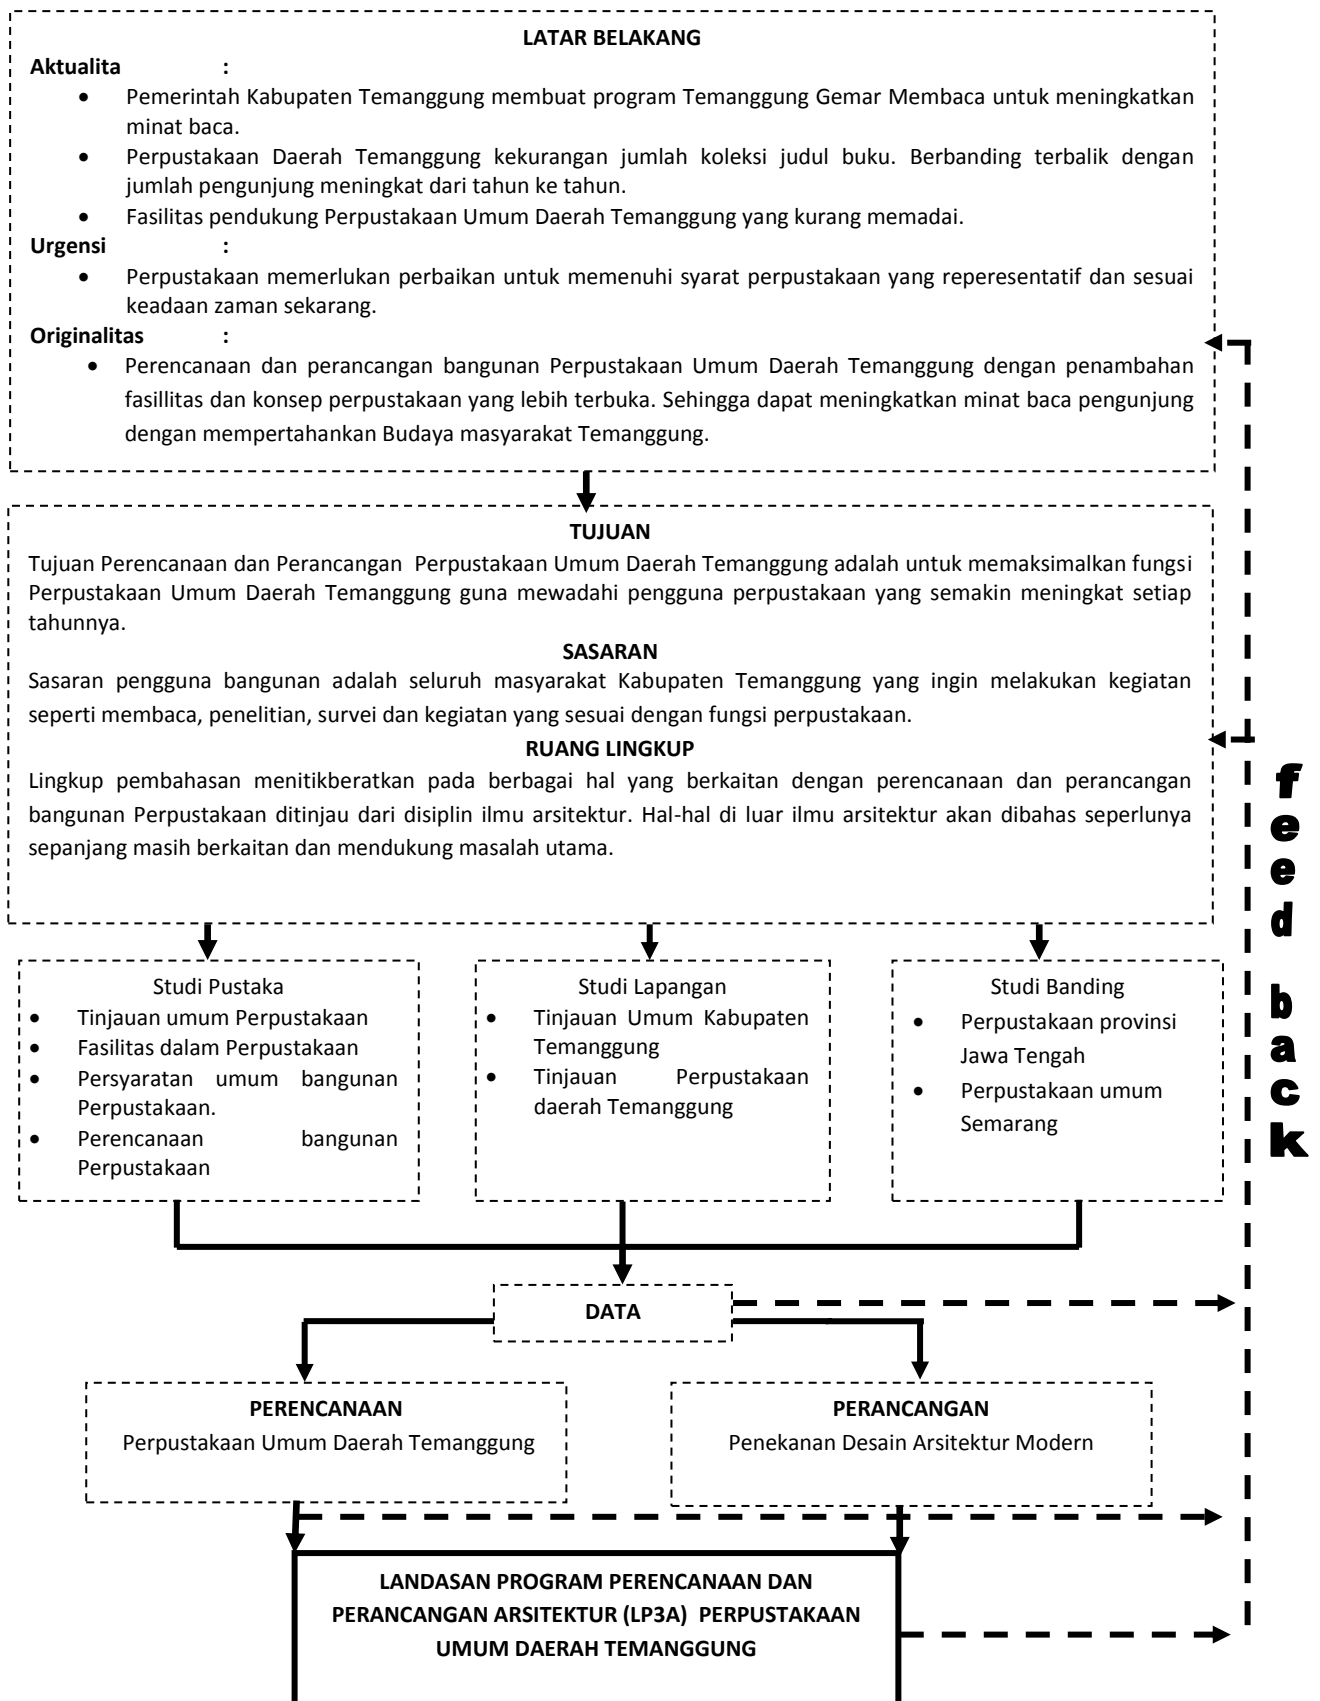 LATAR BELAKANG
Aktualita :
• Pemerintah Kabupaten Temanggung membuat program Temanggung Gemar Membaca untuk meningkatkan
minat baca.
• Perpustakaan Daerah Temanggung kekurangan jumlah koleksi judul buku. Berbanding terbalik dengan
jumlah pengunjung meningkat dari tahun ke tahun.
• Fasilitas pendukung Perpustakaan Umum Daerah Temanggung yang kurang memadai.
Urgensi :
• Perpustakaan memerlukan perbaikan untuk memenuhi syarat perpustakaan yang reperesentatif dan sesuai
keadaan zaman sekarang.
Originalitas :
• Perencanaan dan perancangan bangunan Perpustakaan Umum Daerah Temanggung dengan penambahan
fasillitas dan konsep perpustakaan yang lebih terbuka. Sehingga dapat meningkatkan minat baca pengunjung
dengan mempertahankan Budaya masyarakat Temanggung.
TUJUAN
Tujuan Perencanaan dan Perancangan Perpustakaan Umum Daerah Temanggung adalah untuk memaksimalkan fungsi
Perpustakaan Umum Daerah Temanggung guna mewadahi pengguna perpustakaan yang semakin meningkat setiap
tahunnya.
SASARAN
Sasaran pengguna bangunan adalah seluruh masyarakat Kabupaten Temanggung yang ingin melakukan kegiatan
seperti membaca, penelitian, survei dan kegiatan yang sesuai dengan fungsi perpustakaan.
RUANG LINGKUP
Lingkup pembahasan menitikberatkan pada berbagai hal yang berkaitan dengan perencanaan dan perancangan
bangunan Perpustakaan ditinjau dari disiplin ilmu arsitektur. Hal-hal di luar ilmu arsitektur akan dibahas seperlunya
sepanjang masih berkaitan dan mendukung masalah utama.
Studi Pustaka
• Tinjauan umum Perpustakaan
• Fasilitas dalam Perpustakaan
• Persyaratan umum bangunan
Perpustakaan.
• Perencanaan bangunan
Perpustakaan
Studi Lapangan
• Tinjauan Umum Kabupaten
Temanggung
• Tinjauan Perpustakaan
daerah Temanggung
Studi Banding
• Perpustakaan provinsi
Jawa Tengah
• Perpustakaan umum
Semarang
feed back
DATA
PERENCANAAN
Perpustakaan Umum Daerah Temanggung
PERANCANGAN
Penekanan Desain Arsitektur Modern
LANDASAN PROGRAM PERENCANAAN DAN
PERANCANGAN ARSITEKTUR (LP3A) PERPUSTAKAAN
UMUM DAERAH TEMANGGUNG